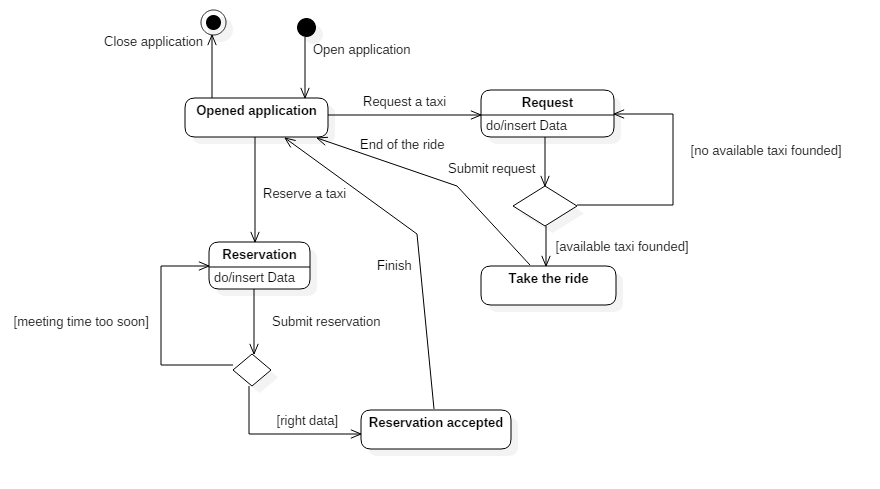 Close application
Open application
Opened application
Request a taxi
Request
do/insert Data
End of the ride
[no available taxi founded]
Submit request
Reserve a taxi
[available taxi founded]
Reservation
do/insert Data
Finish
Take the ride
[meeting time too soon]
Submit reservation
[right data]
Reservation accepted